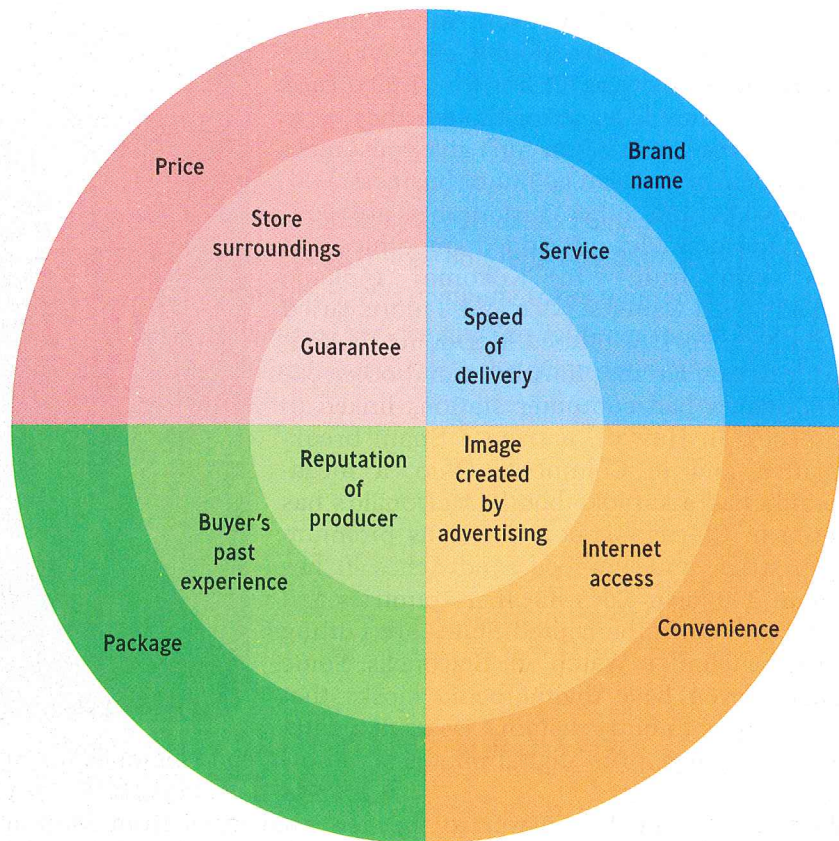 Price
Store
surroundings
Guarantee
Brand
name
Service
Speed
of
delivery
Reputation
of
producer
Buyer's
past
experience
Package
Image
created
by
advertising
Internet
access
Convenience